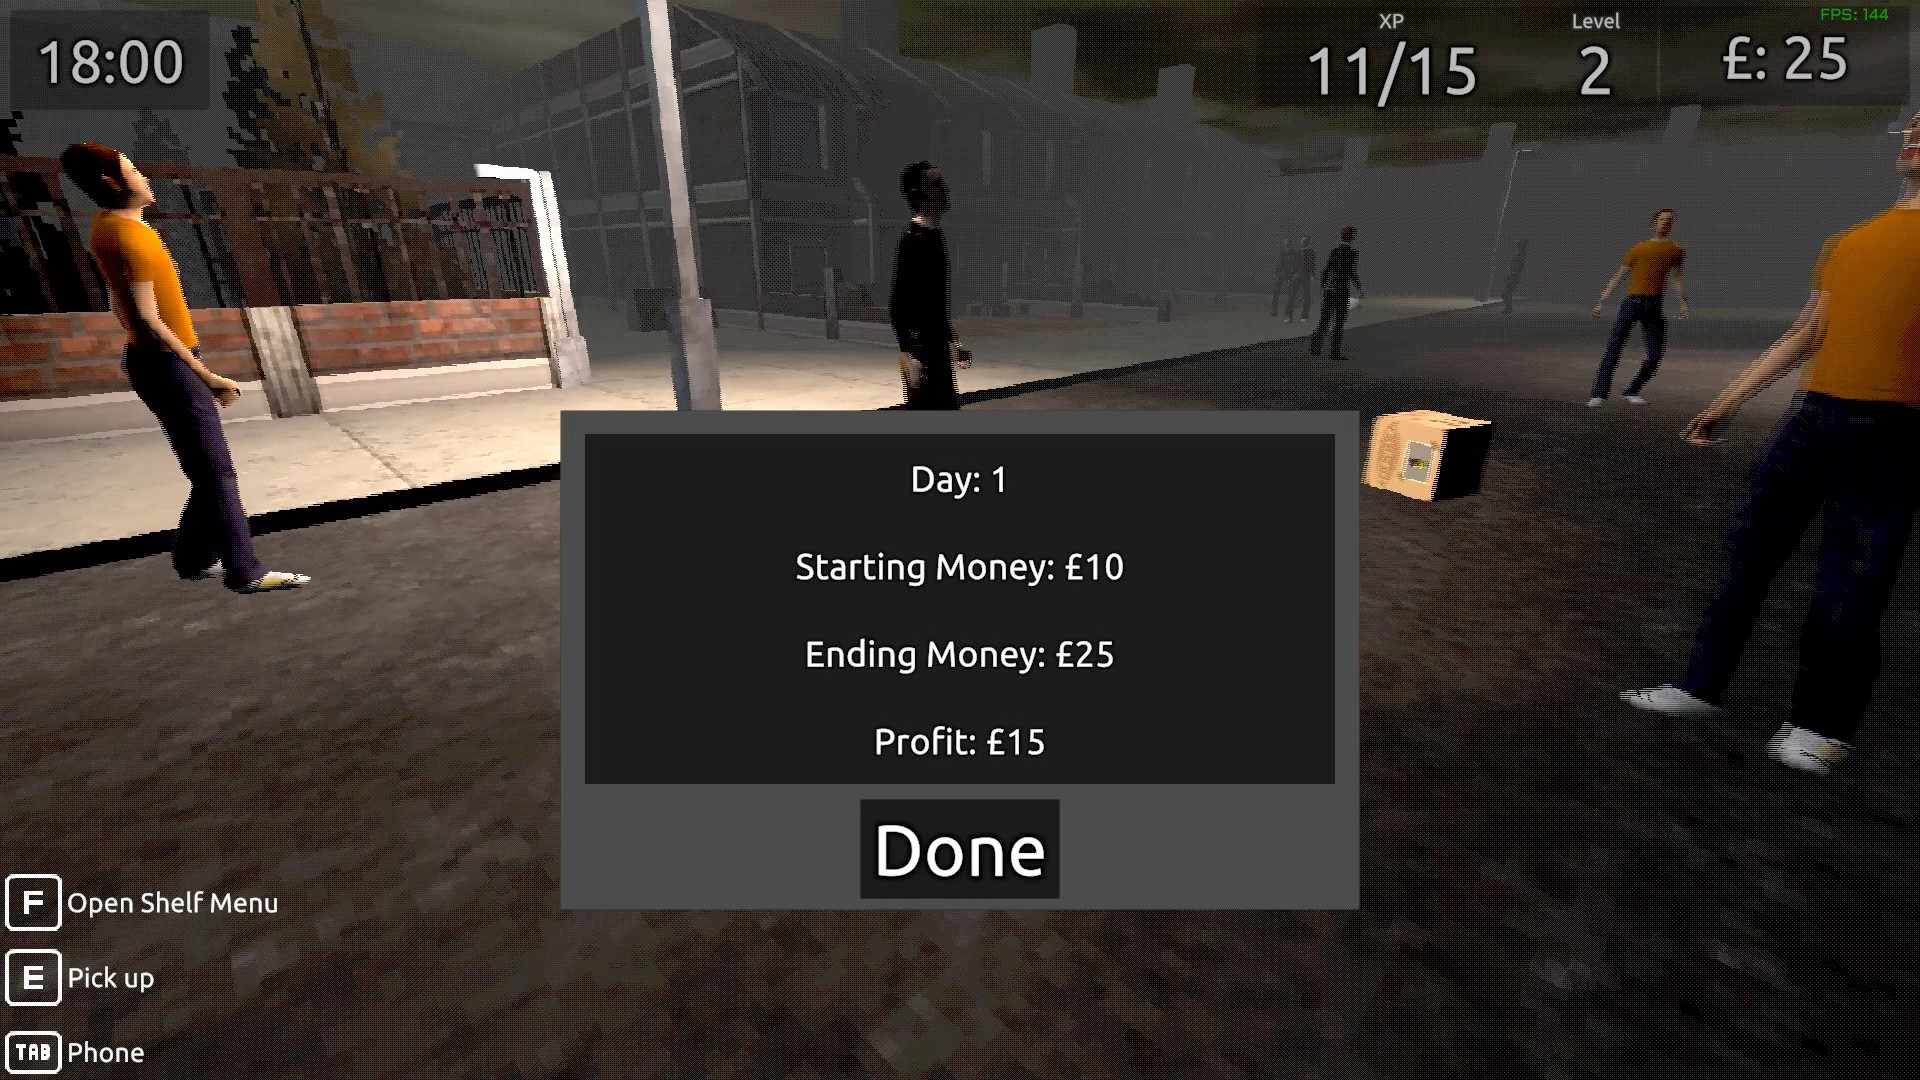 18:00
XP
11/15
Level
2
FPS: 144
£: 25
Day: 1
Starting Money: £10
Ending Money: £25
Profit: £15
Done
F Open Shelf Menu
E Pick up
TAB Phone